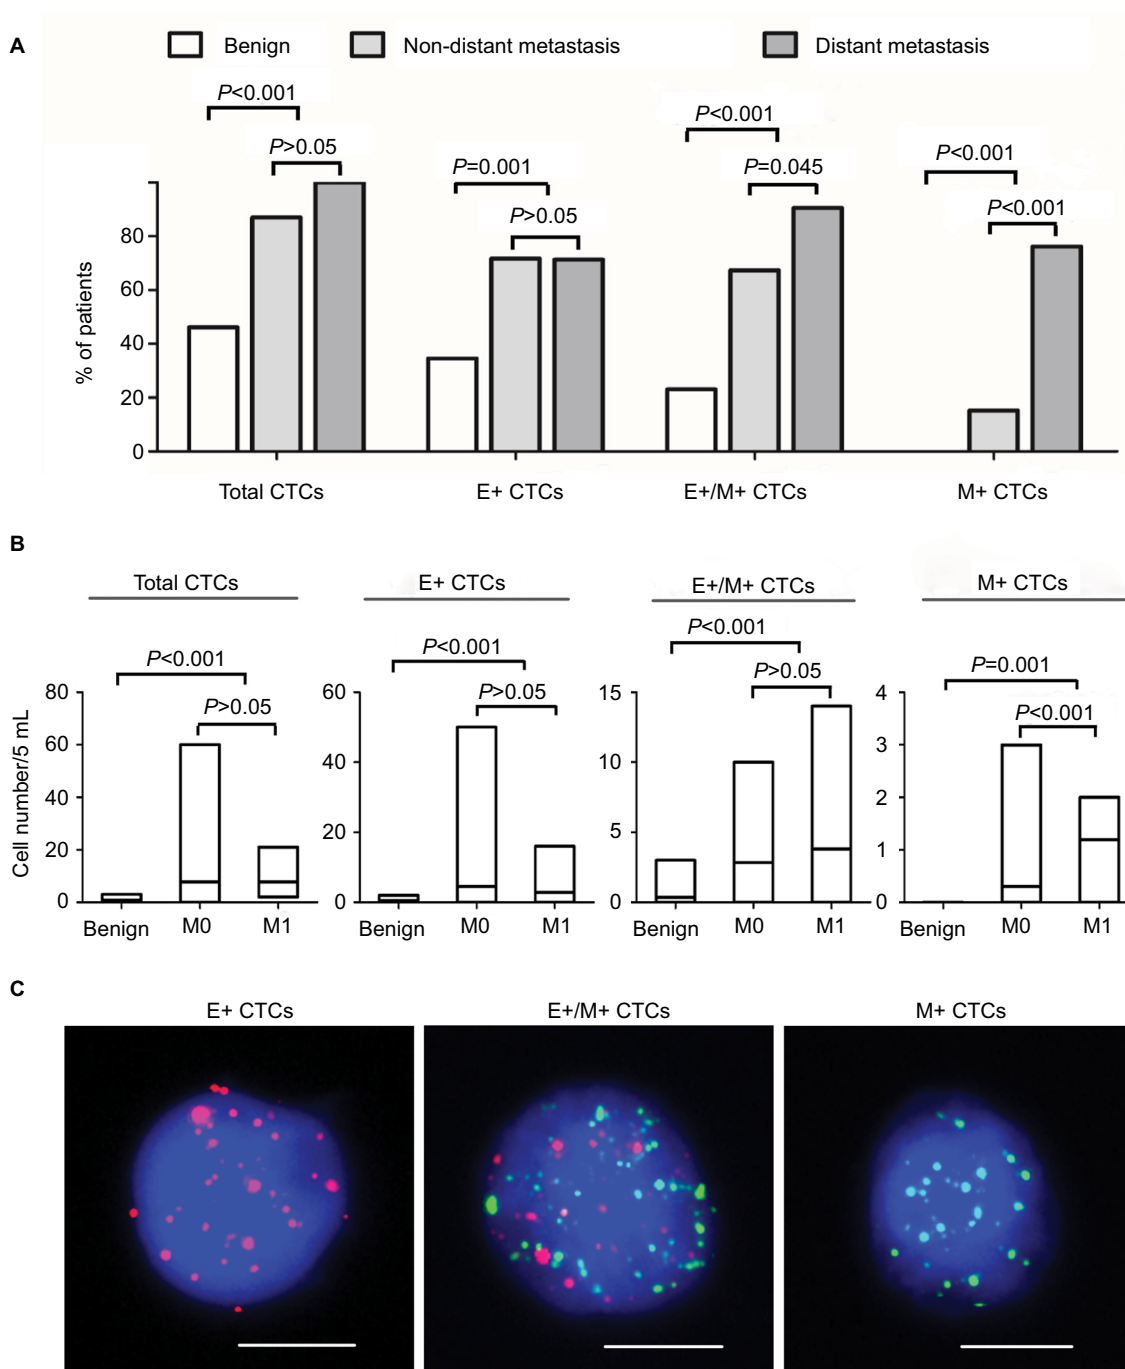 A
Benign Non-distant metastasis Distant metastasis
P<0.001
P>0.05
P=0.001
P>0.05
P<0.001
P=0.045
P<0.001
P<0.001
% of patients
80
60
40
20
0
Total CTCs E+ CTCs E+/M+ CTCs M+ CTCs
B
Total CTCs E+ CTCs E+/M+ CTCs M+ CTCs
Cell number/5 mL
P<0.001
P>0.05
80
60
40
20
0
Benign M0 M1
P<0.001
P>0.05
60
40
20
0
Benign M0 M1
P<0.001
P>0.05
15
10
5
0
Benign M0 M1
P=0.001
P<0.001
4
3
2
1
0
Benign M0 M1
C
E+ CTCs E+/M+ CTCs M+ CTCs